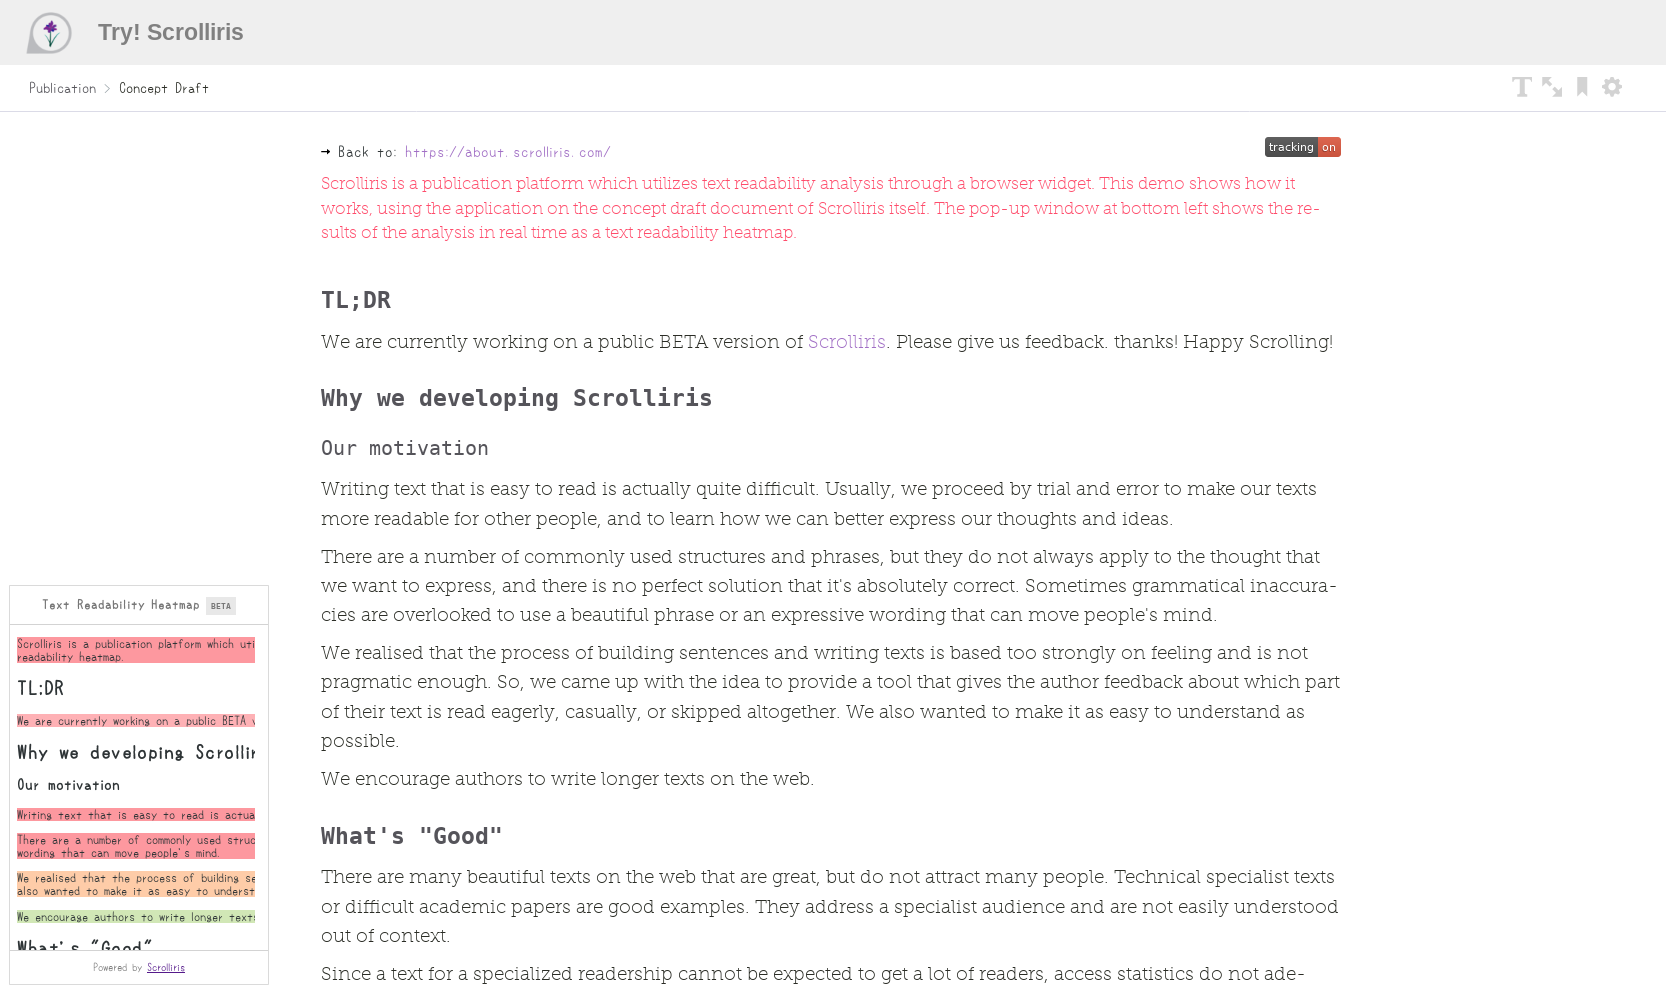 Try! Scrolliris
Publication > Concept Draft
→ Back to: https://about.scrolliris.com/
tracking on
Scrolliris is a publication platform which utilizes text readability analysis through a browser widget. This demo shows how it
works, using the application on the concept draft document of Scrolliris itself. The pop-up window at bottom left shows the re-
sults of the analysis in real time as a text readability heatmap.
TL;DR
We are currently working on a public BETA version of Scrolliris. Please give us feedback. thanks! Happy Scrolling!
Why we developing Scrolliris
Our motivation
Writing text that is easy to read is actually quite difficult. Usually, we proceed by trial and error to make our texts
more readable for other people, and to learn how we can better express our thoughts and ideas.
There are a number of commonly used structures and phrases, but they do not always apply to the thought that
we want to express, and there is no perfect solution that it's absolutely correct. Sometimes grammatical inaccura-
cies are overlooked to use a beautiful phrase or an expressive wording that can move people's mind.
We realised that the process of building sentences and writing texts is based too strongly on feeling and is not
pragmatic enough. So, we came up with the idea to provide a tool that gives the author feedback about which part
of their text is read eagerly, casually, or skipped altogether. We also wanted to make it as easy to understand as
possible.
We encourage authors to write longer texts on the web.
What's "Good"
There are many beautiful texts on the web that are great, but do not attract many people. Technical specialist texts
or difficult academic papers are good examples. They address a specialist audience and are not easily understood
out of context.
Since a text for a specialized readership cannot be expected to get a lot of readers, access statistics do not ade-
Text Readability Heatmap BETA
Scrolliris is a publication platform which uti
readability heatmap.
TL;DR
We are currently working on a public BETA v
Why we developing Scrollir
Our motivation
Writing text that is easy to read is actua
There are a number of commonly used struc
wording that can move people's mind.
We realised that the process of building se
also wanted to make it as easy to underst
We encourage authors to write longer texts
What's "Good"
Powered by Scrolliris